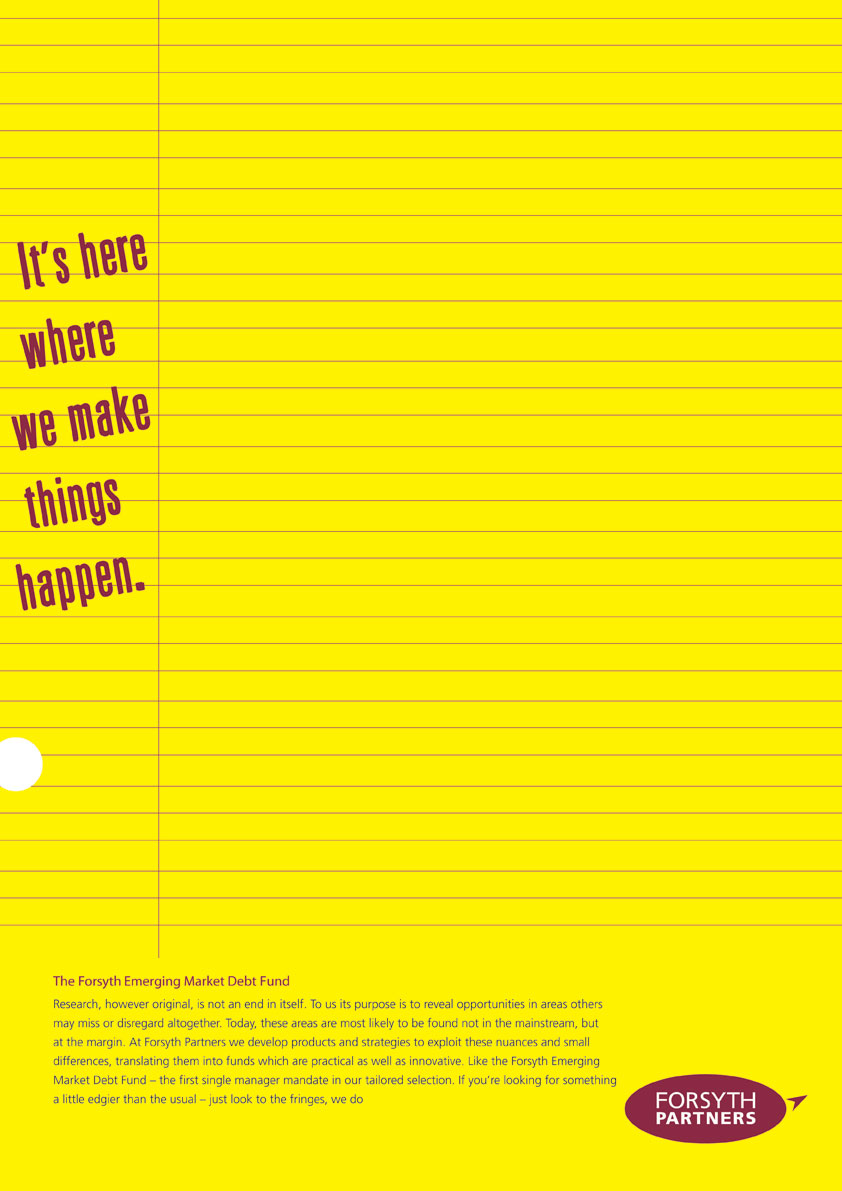 It's here
where
we make
things
happen.
The Forsyth Emerging Market Debt Fund
Research, however original, is not an end in itself. To us its purpose is to reveal opportunities in areas others
may miss or disregard altogether. Today, these areas are most likely to be found not in the mainstream, but
at the margin. At Forsyth Partners we develop products and strategies to exploit these nuances and small
differences, translating them into funds which are practical as well as innovative. Like the Forsyth Emerging
Market Debt Fund – the first single manager mandate in our tailored selection. If you're looking for something
a little edgier than the usual – just look to the fringes, we do
FORSYTH
PARTNERS